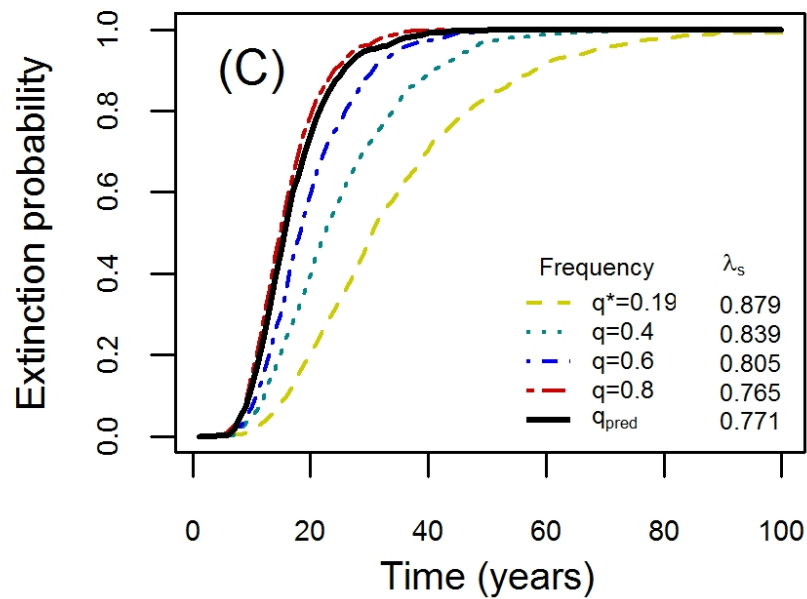 (C)
Extinction probability
1.0
0.8
0.6
0.4
0.2
0.0
Frequency λs
q*=0.19 0.879
q=0.4 0.839
q=0.6 0.805
q=0.8 0.765
qpred 0.771
0 20 40 60 80 100
Time (years)